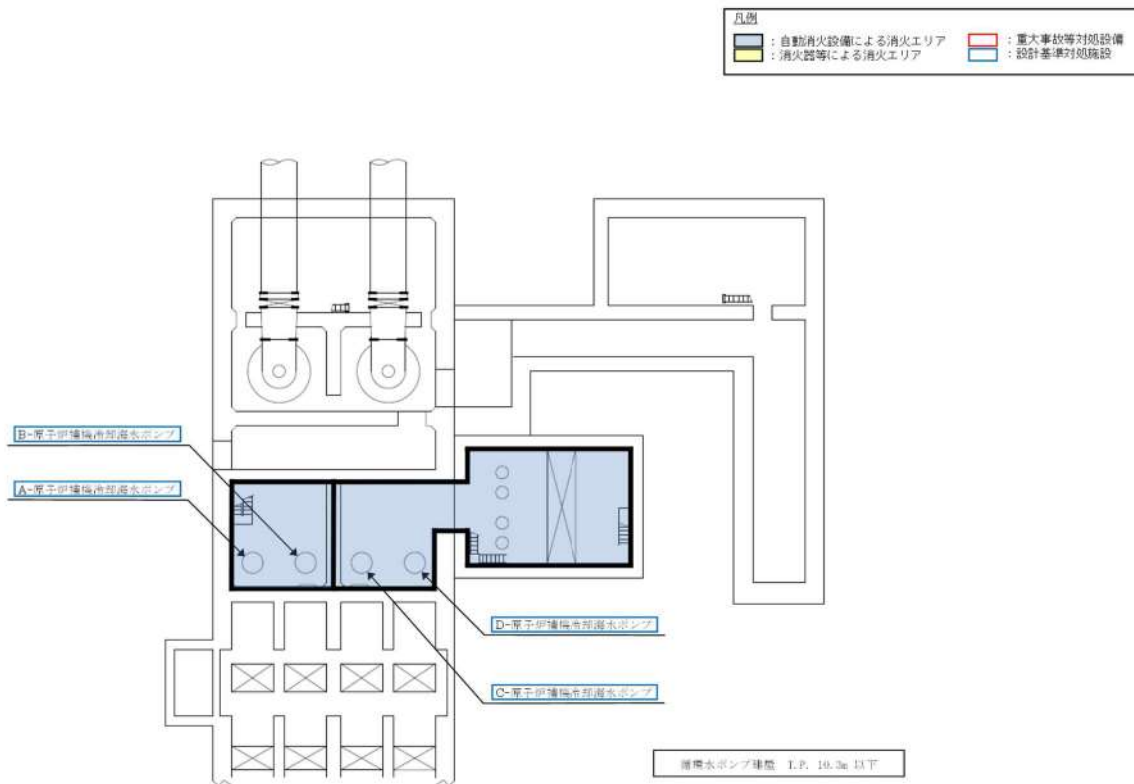 凡例
：自動消火設備による消火エリア
：重大事故等対処設備
：消火器等による消火エリア
：設計基準対処施設
B-原子炉補機冷却海水ポンプ
A-原子炉補機冷却海水ポンプ
D-原子炉補機冷却海水ポンプ
C-原子炉補機冷却海水ポンプ
循環水ポンプ建屋 T.P. 10.3m 以下